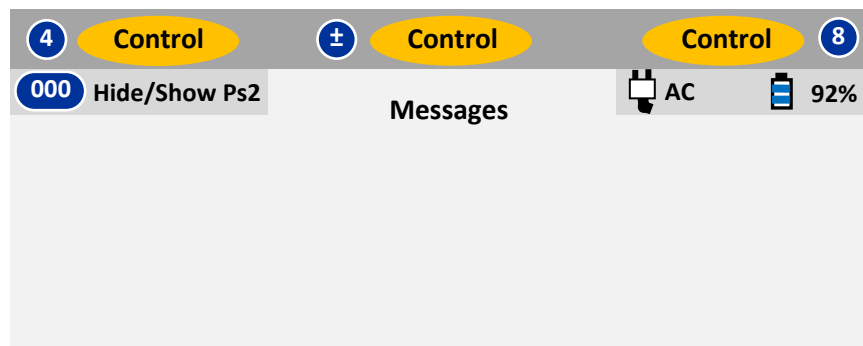 4 Control ± Control Control 8
000 Hide/Show Ps2 Messages AC 92%